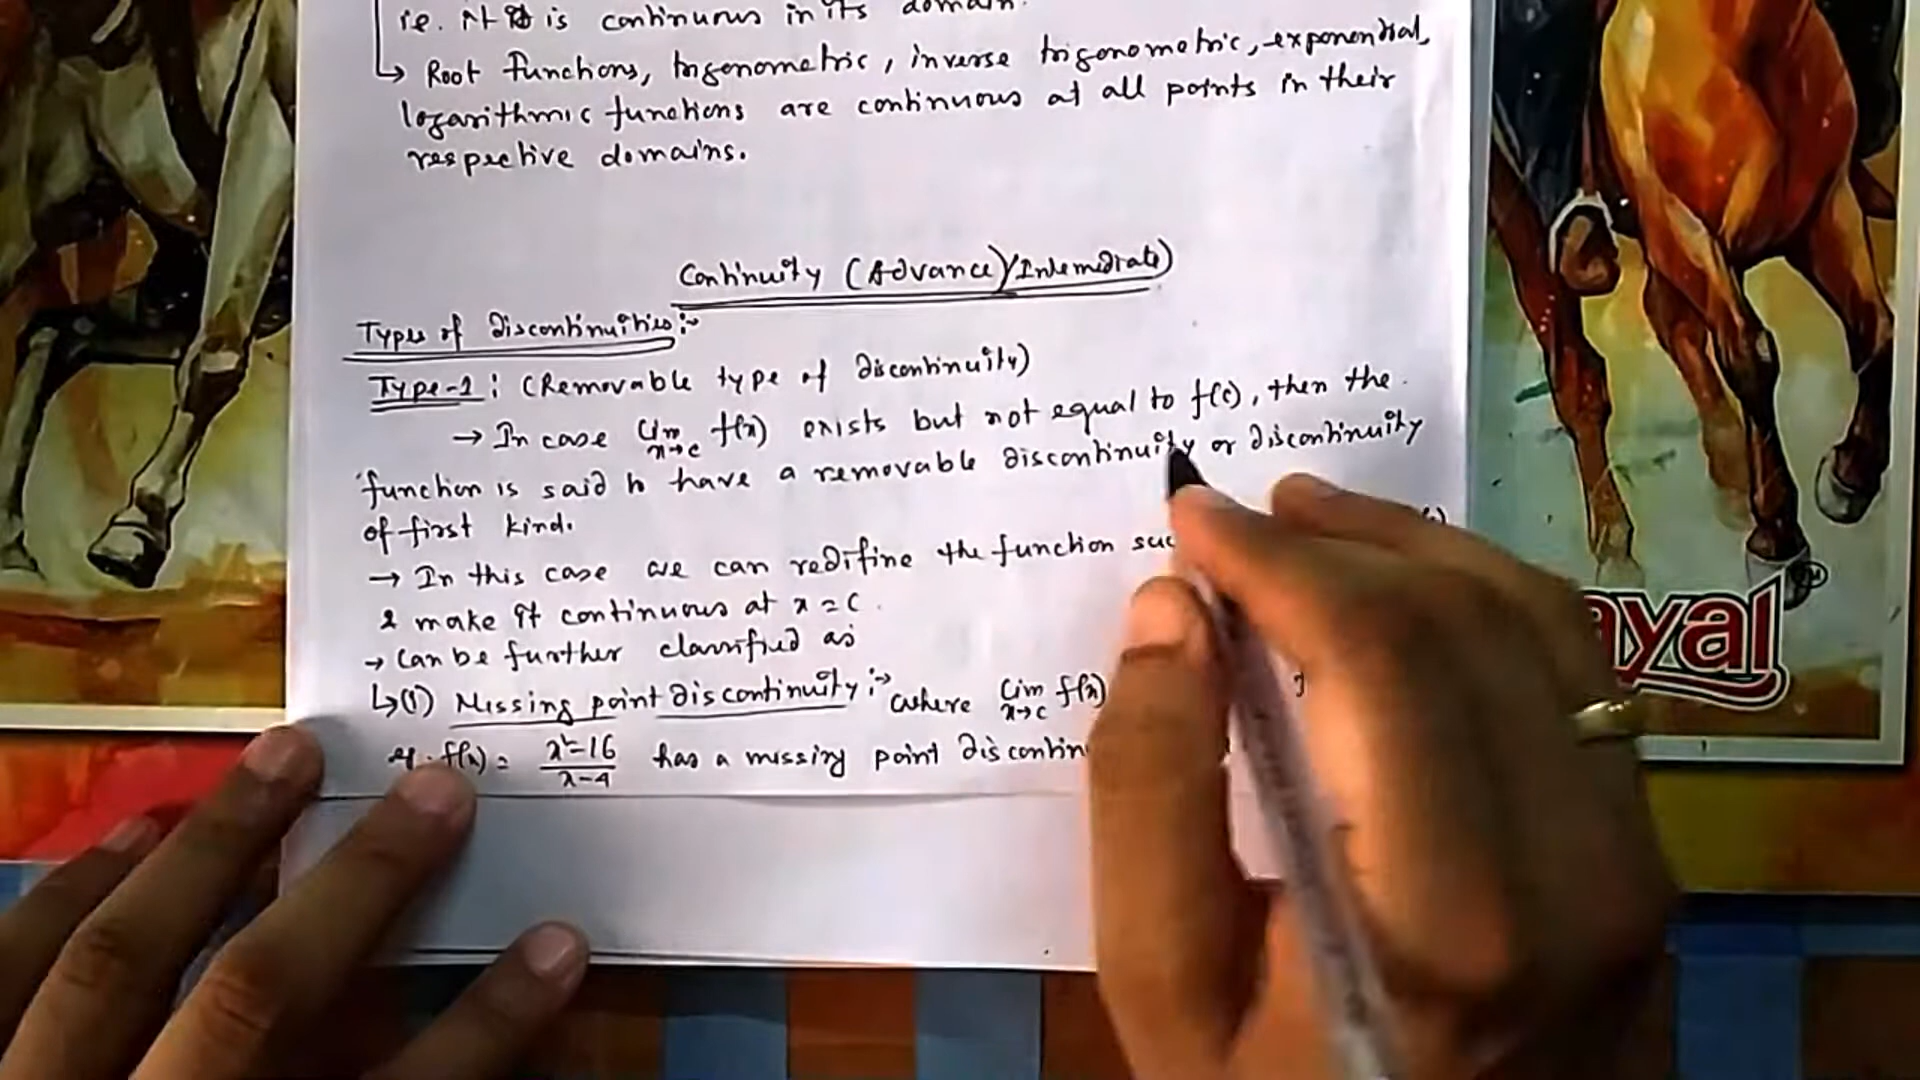 i.e. it is continuous in its domain.
↳ Root functions, trigonometric, inverse trigonometric, exponential,
logarithmic functions are continuous at all points in their
respective domains.
Continuity (Advance)/Intemediate)
Types of discontinuities:-
Type-1: (Removable type of discontinuity)
→ In case lim x→c f(x) exists but not equal to f(c), then the
function is said to have a removable discontinuity or discontinuity
of first kind.
→ In this case we can redifine the function suc
& make it continuous at x=c.
→ Can be further classified as
↳(1) Missing point discontinuity:- where lim x→c f(x)
eg. f(x) = x²-16 / x-4 has a missing point discontin
ayal